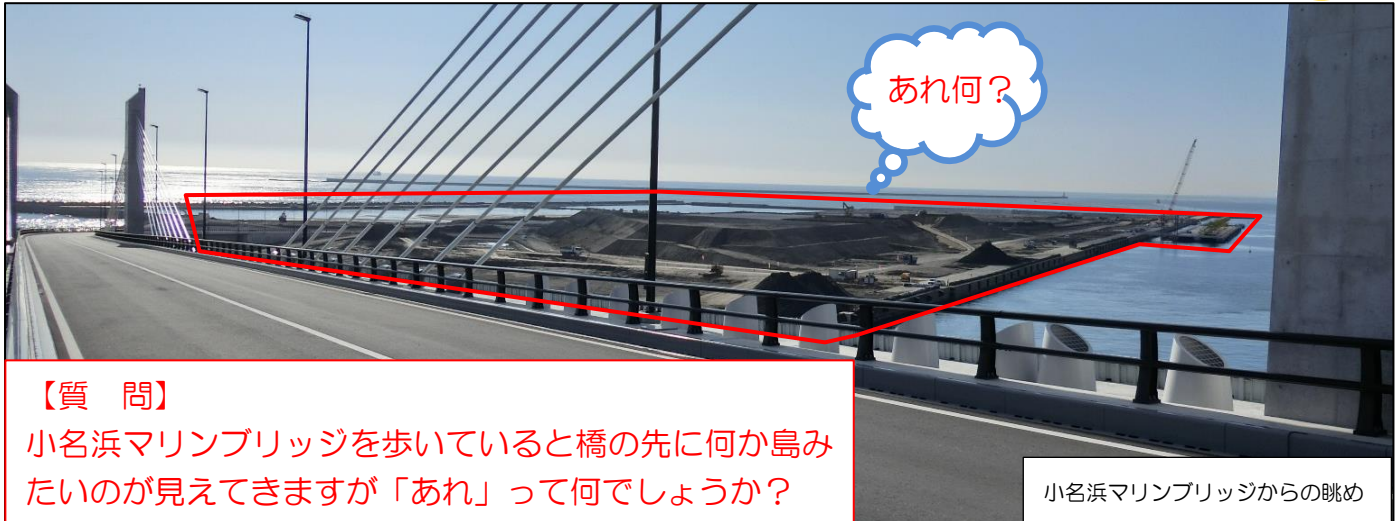 あれ何?
【質　問】
小名浜マリンブリッジを歩いていると橋の先に何か島み
たいのが見えてきますが「あれ」って何でしょうか?
小名浜マリンブリッジからの眺め